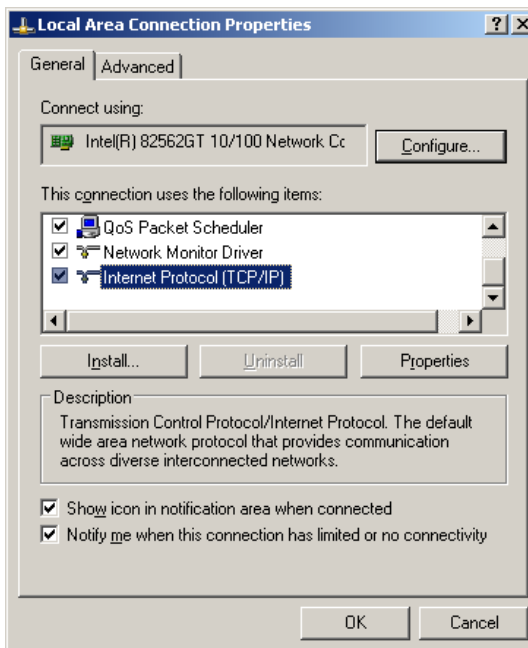 Local Area Connection Properties
General
Advanced
Connect using:
Intel(R) 82562GT 10/100 Network Cc
Configure...
This connection uses the following items:
QoS Packet Scheduler
Network Monitor Driver
Internet Protocol (TCP/IP)
Install...
Uninstall
Properties
Description
Transmission Control Protocol/Internet Protocol. The default
wide area network protocol that provides communication
across diverse interconnected networks.
Show icon in notification area when connected
Notify me when this connection has limited or no connectivity
OK
Cancel